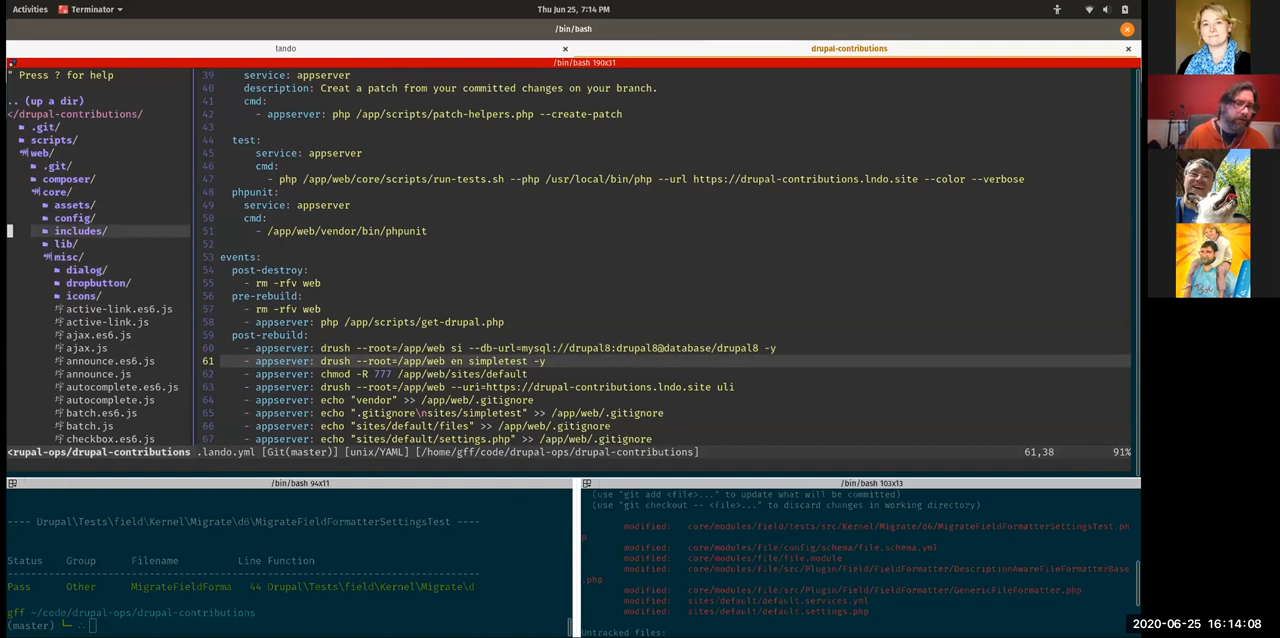 Activities
Terminator
Thu Jun 25, 7:14 PM
/bin/bash
lando
drupal-contributions
/bin/bash 190x31
" Press ? for help
.. (up a dir)
</drupal-contributions/
.git/
scripts/
web/
.git/
composer/
core/
assets/
config/
includes/
lib/
misc/
dialog/
dropbutton/
icons/
active-link.es6.js
active-link.js
ajax.es6.js
ajax.js
announce.es6.js
announce.js
autocomplete.es6.js
autocomplete.js
batch.es6.js
batch.js
checkbox.es6.js
39 service: appserver
40 description: Creat a patch from your committed changes on your branch.
41 cmd:
42 - appserver: php /app/scripts/patch-helpers.php --create-patch
43
44 test:
45 service: appserver
46 cmd:
47 - php /app/web/core/scripts/run-tests.sh --php /usr/local/bin/php --url https://drupal-contributions.lndo.site --color --verbose
48 phpunit:
49 service: appserver
50 cmd:
51 - /app/web/vendor/bin/phpunit
52
53 events:
54 post-destroy:
55 - rm -rfv web
56 pre-rebuild:
57 - rm -rfv web
58 - appserver: php /app/scripts/get-drupal.php
59 post-rebuild:
60 - appserver: drush --root=/app/web si --db-url=mysql://drupal8:drupal8@database/drupal8 -y
61 - appserver: drush --root=/app/web en simpletest -y
62 - appserver: chmod -R 777 /app/web/sites/default
63 - appserver: drush --root=/app/web --uri=https://drupal-contributions.lndo.site uli
64 - appserver: echo "vendor" >> /app/web/.gitignore
65 - appserver: echo ".gitignore\nsites/simpletest" >> /app/web/.gitignore
66 - appserver: echo "sites/default/files" >> /app/web/.gitignore
67 - appserver: echo "sites/default/settings.php" >> /app/web/.gitignore
<rupal-ops/drupal-contributions .lando.yml [Git(master)] [unix/YAML] [/home/gff/code/drupal-ops/drupal-contributions] 61,38 91%
/bin/bash 94x11
---- Drupal\Tests\field\Kernel\Migrate\d6\MigrateFieldFormatterSettingsTest ----
Status Group Filename Line Function
Pass Other MigrateFieldForma 44 Drupal\Tests\field\Kernel\Migrate\d
gff ~/code/drupal-ops/drupal-contributions
(master)
/bin/bash 103x13
(use "git add <file>..." to update what will be committed)
(use "git checkout -- <file>..." to discard changes in working directory)
modified: core/modules/field/tests/src/Kernel/Migrate/d6/MigrateFieldFormatterSettingsTest.ph
p
modified: core/modules/file/config/schema/file.schema.yml
modified: core/modules/file/file.module
modified: core/modules/file/src/Plugin/Field/FieldFormatter/DescriptionAwareFileFormatterBase
.php
modified: core/modules/file/src/Plugin/Field/FieldFormatter/GenericFileFormatter.php
modified: sites/default/default.services.yml
modified: sites/default/default.settings.php
Untracked files:
2020-06-25 16:14:08